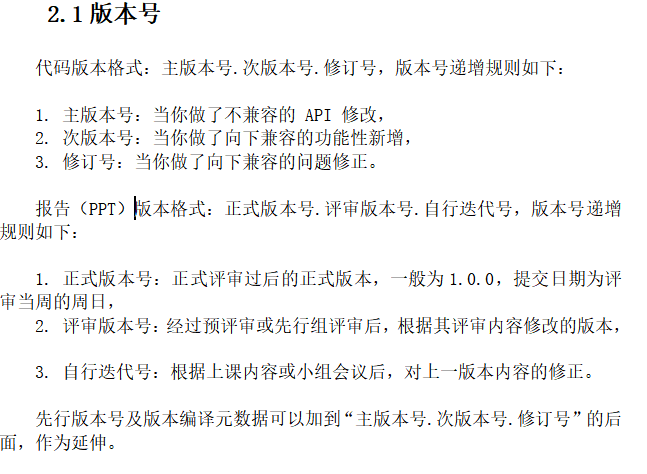 2.1 版本号
代码版本格式：主版本号.次版本号.修订号，版本号递增规则如下：
1. 主版本号：当你做了不兼容的 API 修改，
2. 次版本号：当你做了向下兼容的功能性新增，
3. 修订号：当你做了向下兼容的问题修正。
报告（PPT）版本格式：正式版本号.评审版本号.自行迭代号，版本号递增
规则如下：
1. 正式版本号：正式评审过后的正式版本，一般为 1.0.0，提交日期为评
审当周的周日，
2. 评审版本号：经过预评审或先行组评审后，根据其评审内容修改的版本，
3. 自行迭代号：根据上课内容或小组会议后，对上一版本内容的修正。
先行版本号及版本编译元数据可以加到“主版本号.次版本号.修订号”的后
面，作为延伸。